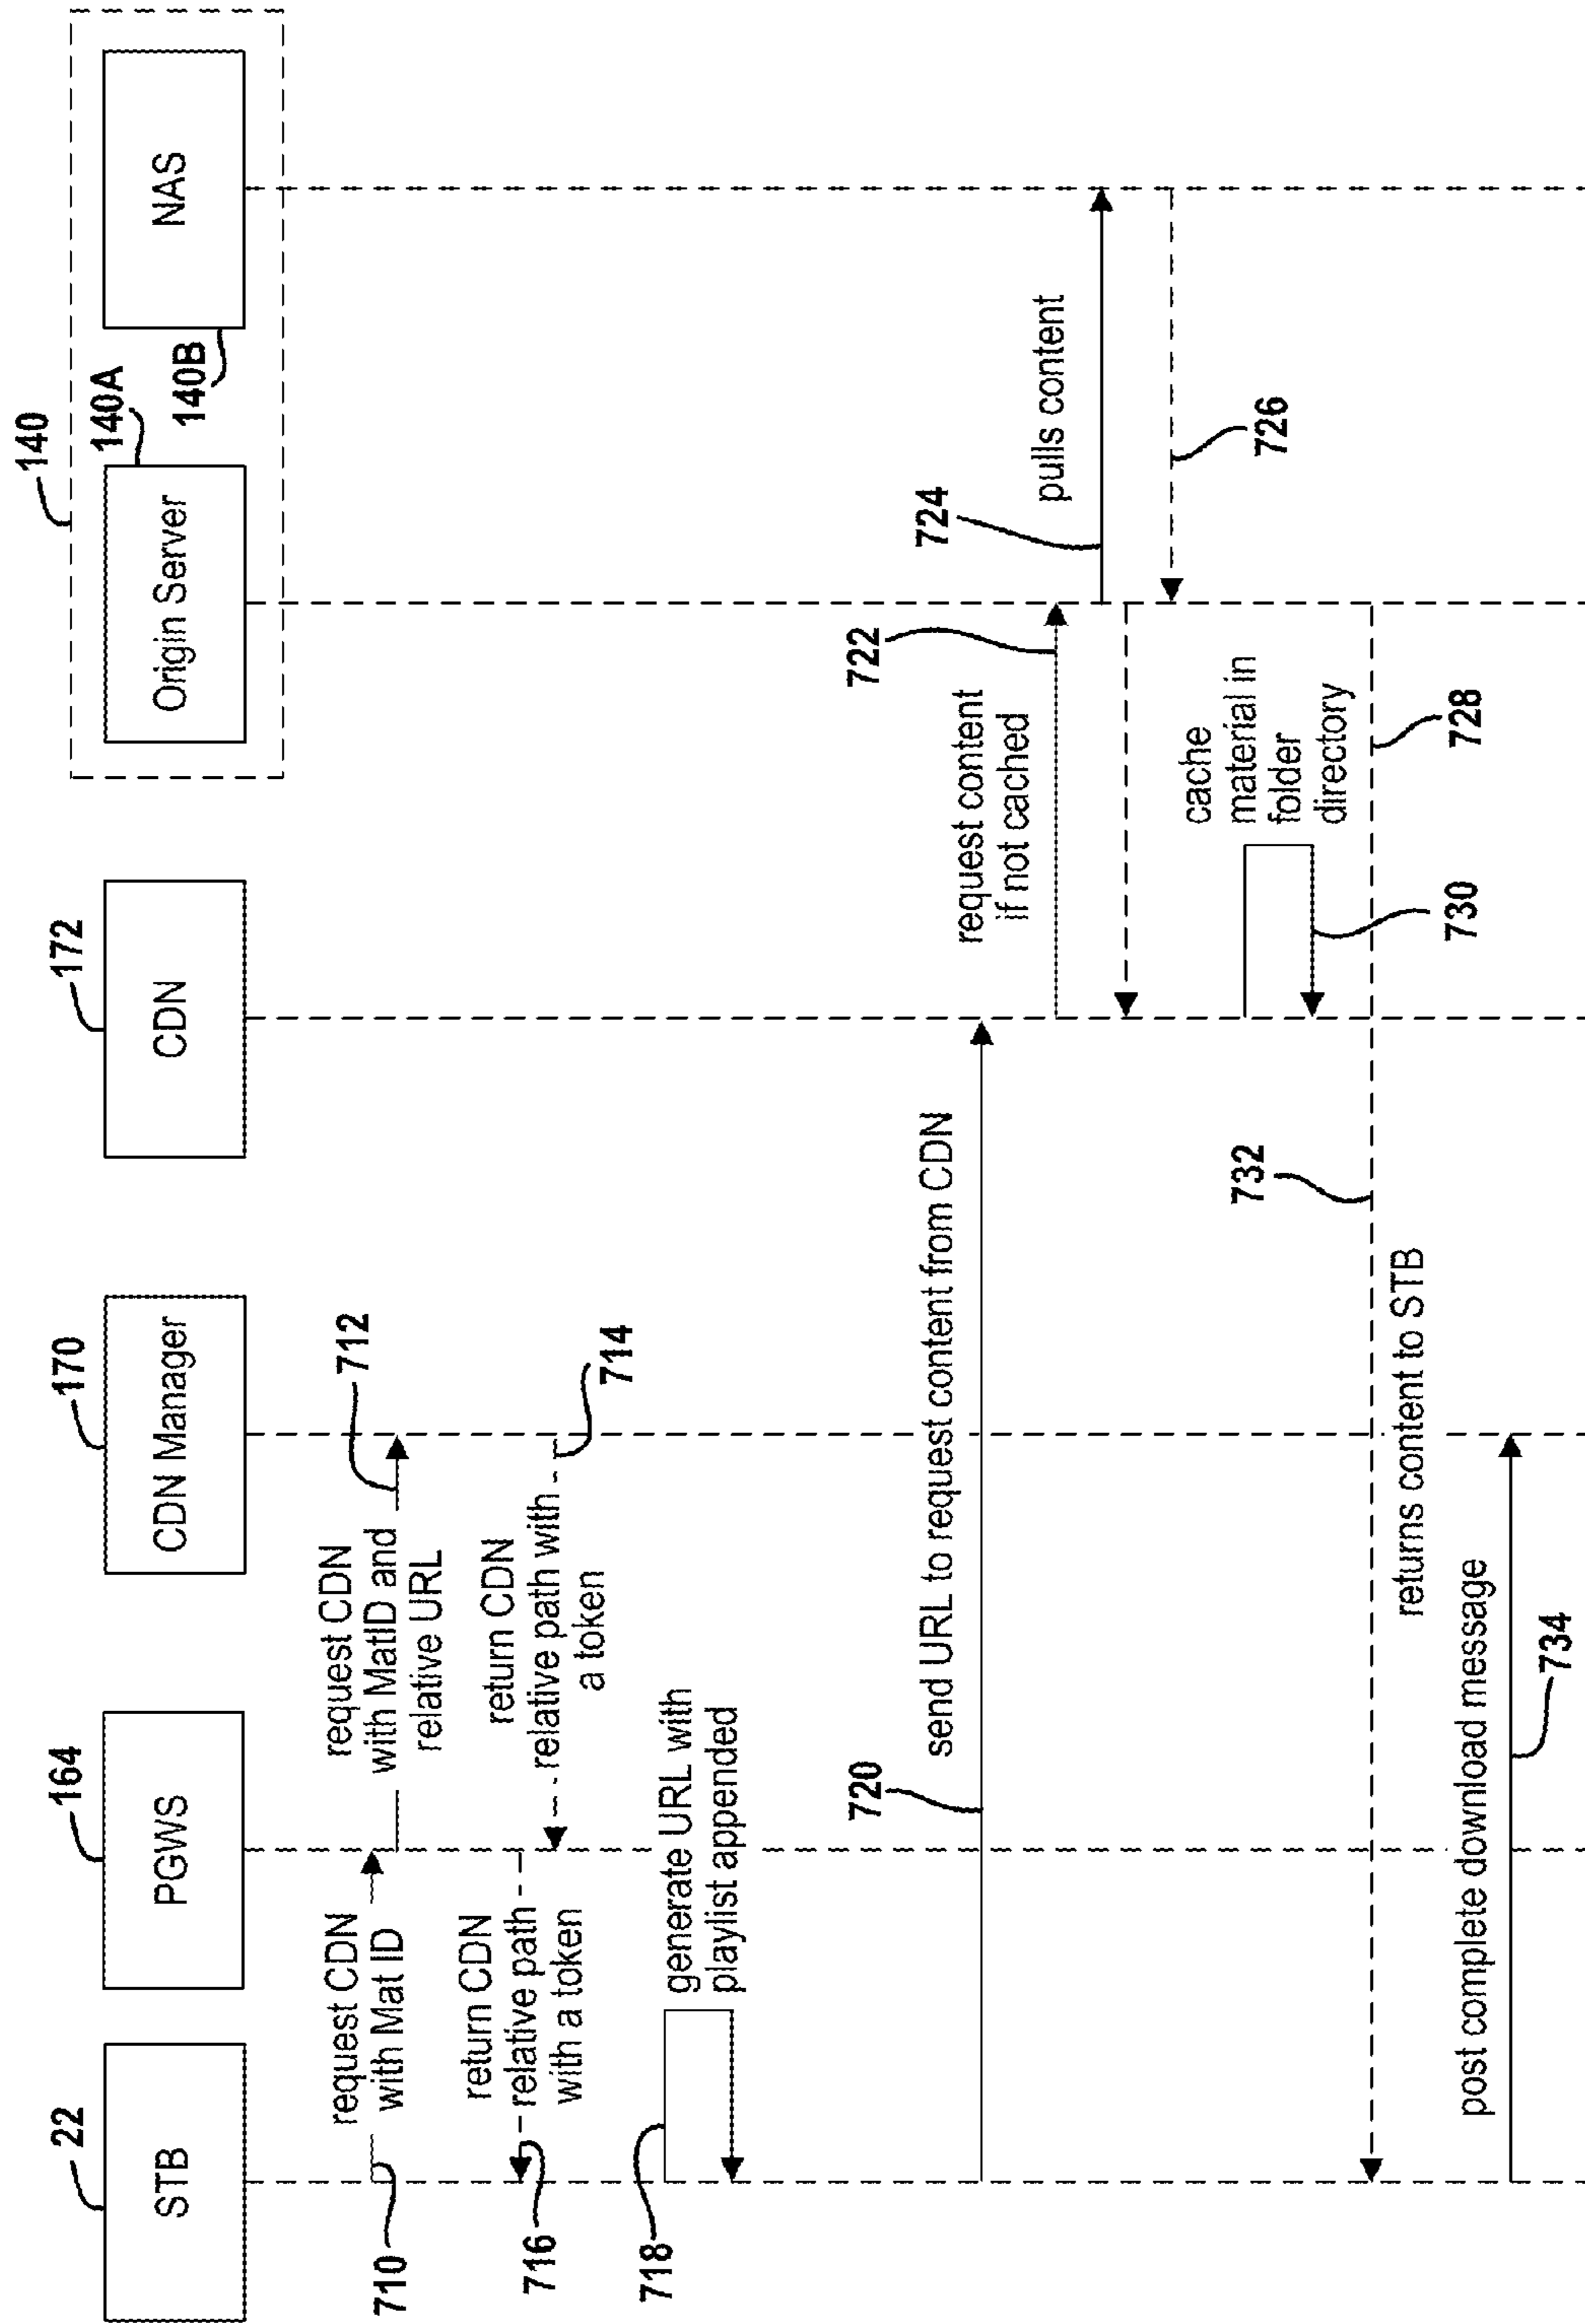 22
STB
164
PGWS
170
CDN Manager
172
CDN
140
140A
Origin Server
140B
NAS
710
request CDN
with Mat ID
request CDN
with MatID and
relative URL
712
return CDN
relative path with
a token
714
716
return CDN
relative path
with a token
718
generate URL with
playlist appended
720
send URL to request content from CDN
request content
if not cached
722
724
pulls content
726
cache
material in
folder
directory
730
728
732
returns content to STB
post complete download message
734